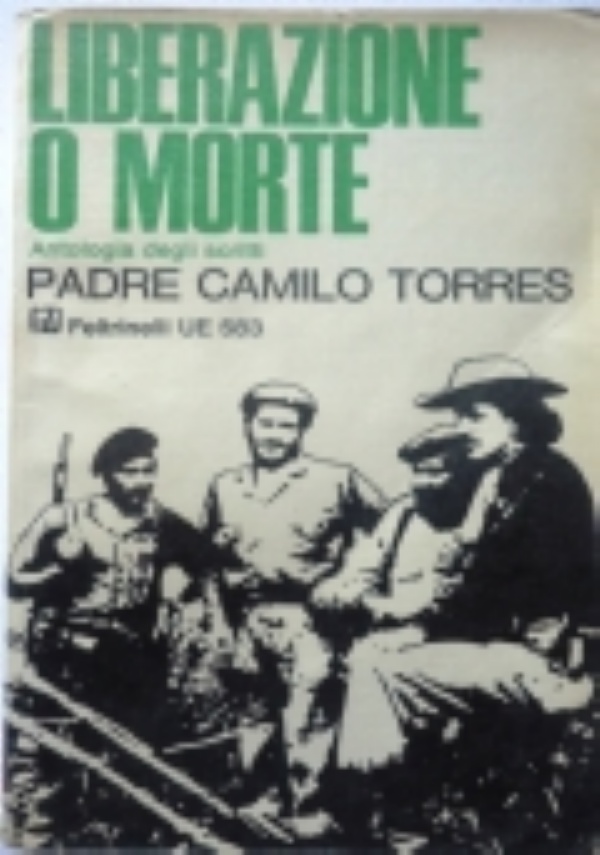 LIBERAZIONE
O MORTE
Antologia degli scritti
PADRE CAMILO TORRES
Feltrinelli UE 583